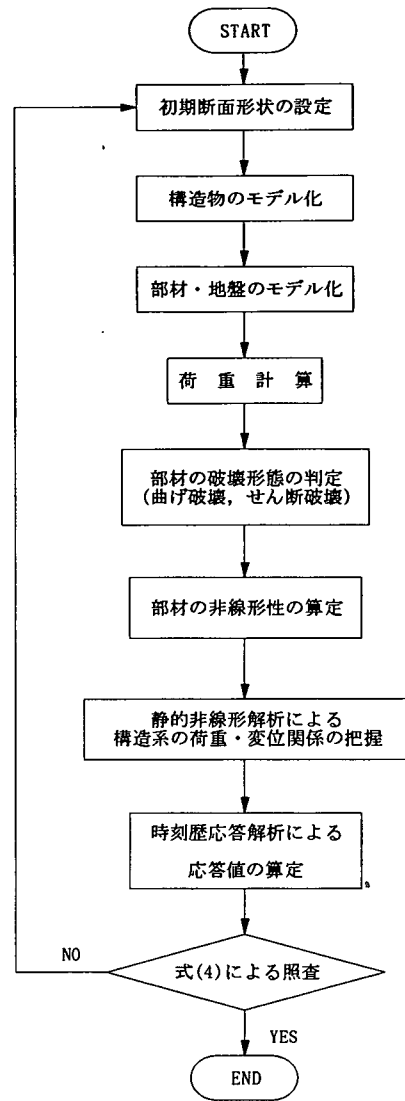 START
初期断面形状の設定
構造物のモデル化
部材・地盤のモデル化
荷重計算
部材の破壊形態の判定
(曲げ破壊，せん断破壊)
部材の非線形性の算定
静的非線形解析による
構造系の荷重・変位関係の把握
時刻歴応答解析による
応答値の算定
式(4)による照査
NO
YES
END